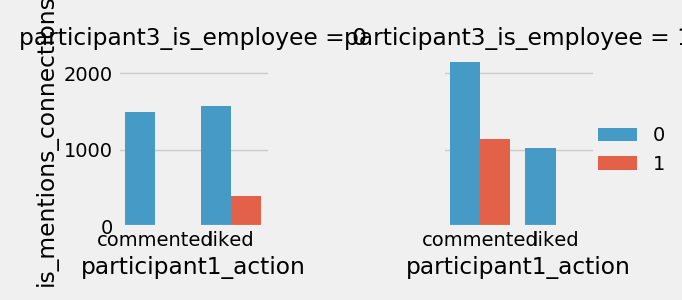 participant3_is_employee = 0
participant3_is_employee = 1
is_mentions_connections
2000
1000
0
commented
liked
commented
liked
participant1_action
participant1_action
0
1